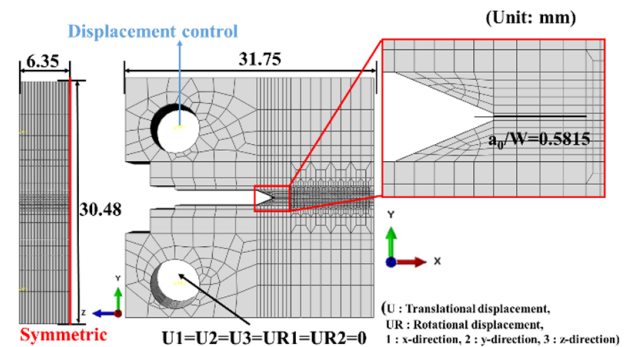 (Unit: mm)
Displacement control
6.35
31.75
a₀/W=0.5815
30.48
Y
X
Y
Z
Symmetric
U1=U2=U3=UR1=UR2=0
(U : Translational displacement,
UR : Rotational displacement,
1 : x-direction, 2 : y-direction, 3 : z-direction)